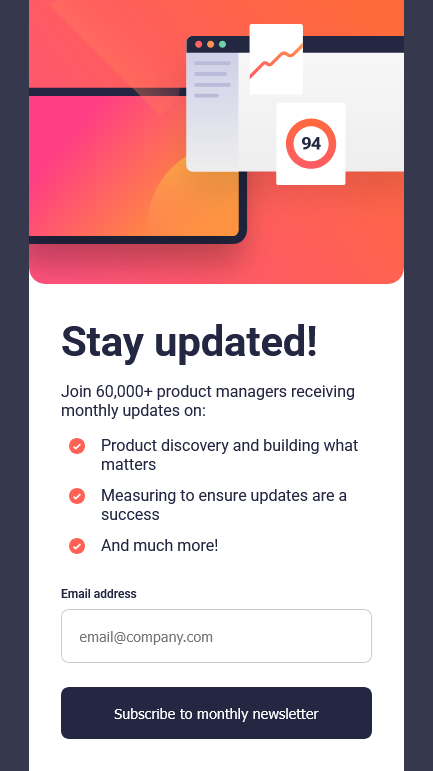 94
Stay updated!
Join 60,000+ product managers receiving
monthly updates on:
Product discovery and building what
matters
Measuring to ensure updates are a
success
And much more!
Email address
email@company.com
Subscribe to monthly newsletter